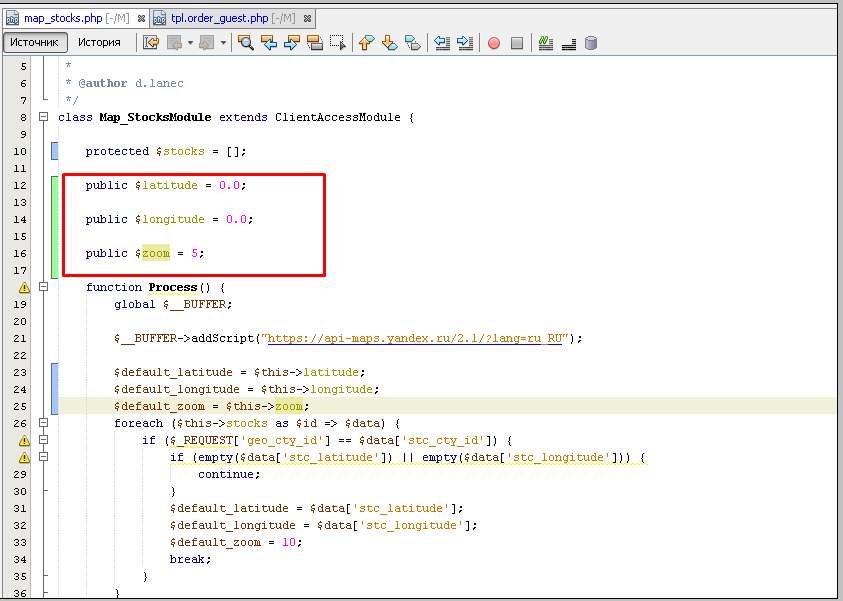 map_stocks.php [-/M]
tpl.order_guest.php [-/M]
Источник История
5 *
6 * @author d.lanec
7 */
8 class Map_StocksModule extends ClientAccessModule {
9
10 protected $stocks = [];
11
12 public $latitude = 0.0;
13
14 public $longitude = 0.0;
15
16 public $zoom = 5;
17
function Process() {
19 global $__BUFFER;
20
21 $__BUFFER->addScript("https://api-maps.yandex.ru/2.1/?lang=ru_RU");
22
23 $default_latitude = $this->latitude;
24 $default_longitude = $this->longitude;
25 $default_zoom = $this->zoom;
26 foreach ($this->stocks as $id => $data) {
if ($_REQUEST['geo_cty_id'] == $data['stc_cty_id']) {
if (empty($data['stc_latitude']) || empty($data['stc_longitude'])) {
29 continue;
30 }
31 $default_latitude = $data['stc_latitude'];
32 $default_longitude = $data['stc_longitude'];
33 $default_zoom = 10;
34 break;
35 }
36 }